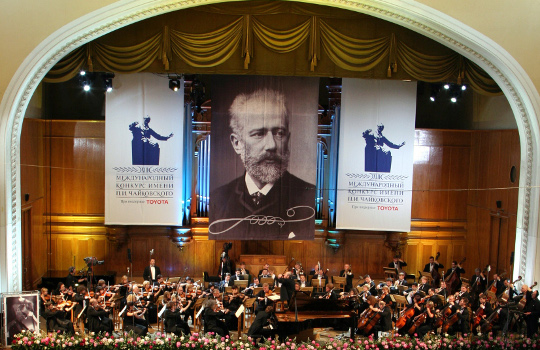 XIII
МЕЖДУНАРОДНЫЙ
КОНКУРС ИМЕНИ
П.И. ЧАЙКОВСКОГО
TOYOTA
XIII
МЕЖДУНАРОДНЫЙ
КОНКУРС ИМЕНИ
П.И. ЧАЙКОВСКОГО
TOYOTA